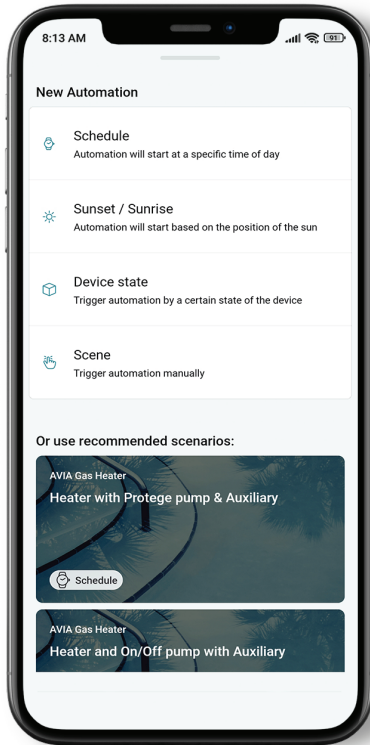 8:13 AM
91
New Automation
Schedule
Automation will start at a specific time of day
Sunset / Sunrise
Automation will start based on the position of the sun
Device state
Trigger automation by a certain state of the device
Scene
Trigger automation manually
Or use recommended scenarios:
AVIA Gas Heater
Heater with Protege pump & Auxiliary
Schedule
AVIA Gas Heater
Heater and On/Off pump with Auxiliary